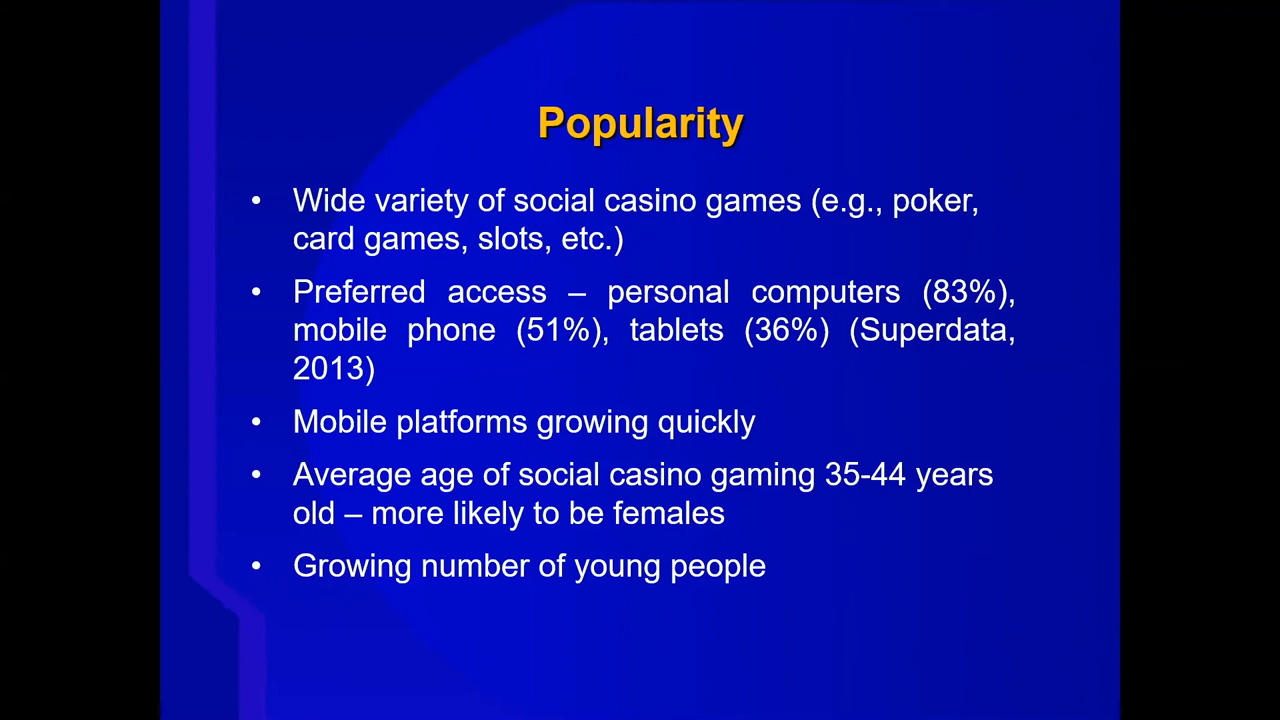 Popularity
• Wide variety of social casino games (e.g., poker,
card games, slots, etc.)
• Preferred access – personal computers (83%),
mobile phone (51%), tablets (36%) (Superdata,
2013)
• Mobile platforms growing quickly
• Average age of social casino gaming 35-44 years
old – more likely to be females
• Growing number of young people